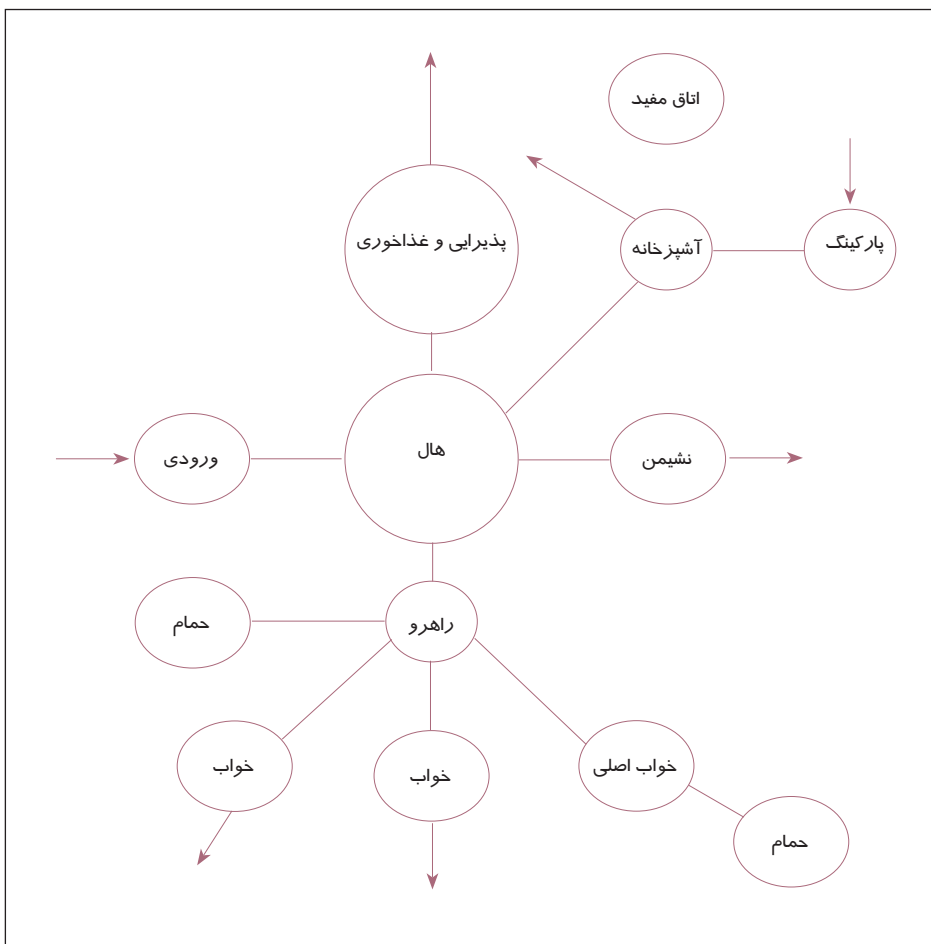 اتاق مفید
پذیرایی و غذاخوری
آشپزخانه
پارکینگ
ورودی
هال
نشیمن
حمام
راهرو
خواب
خواب
خواب اصلی
حمام